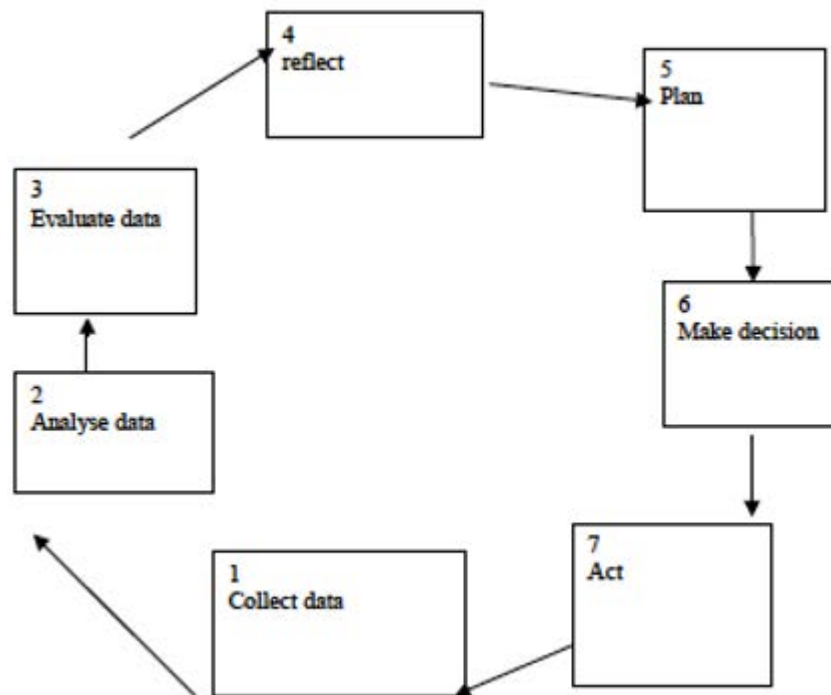 4
reflect
5
Plan
3
Evaluate data
6
Make decision
2
Analyse data
7
Act
1
Collect data